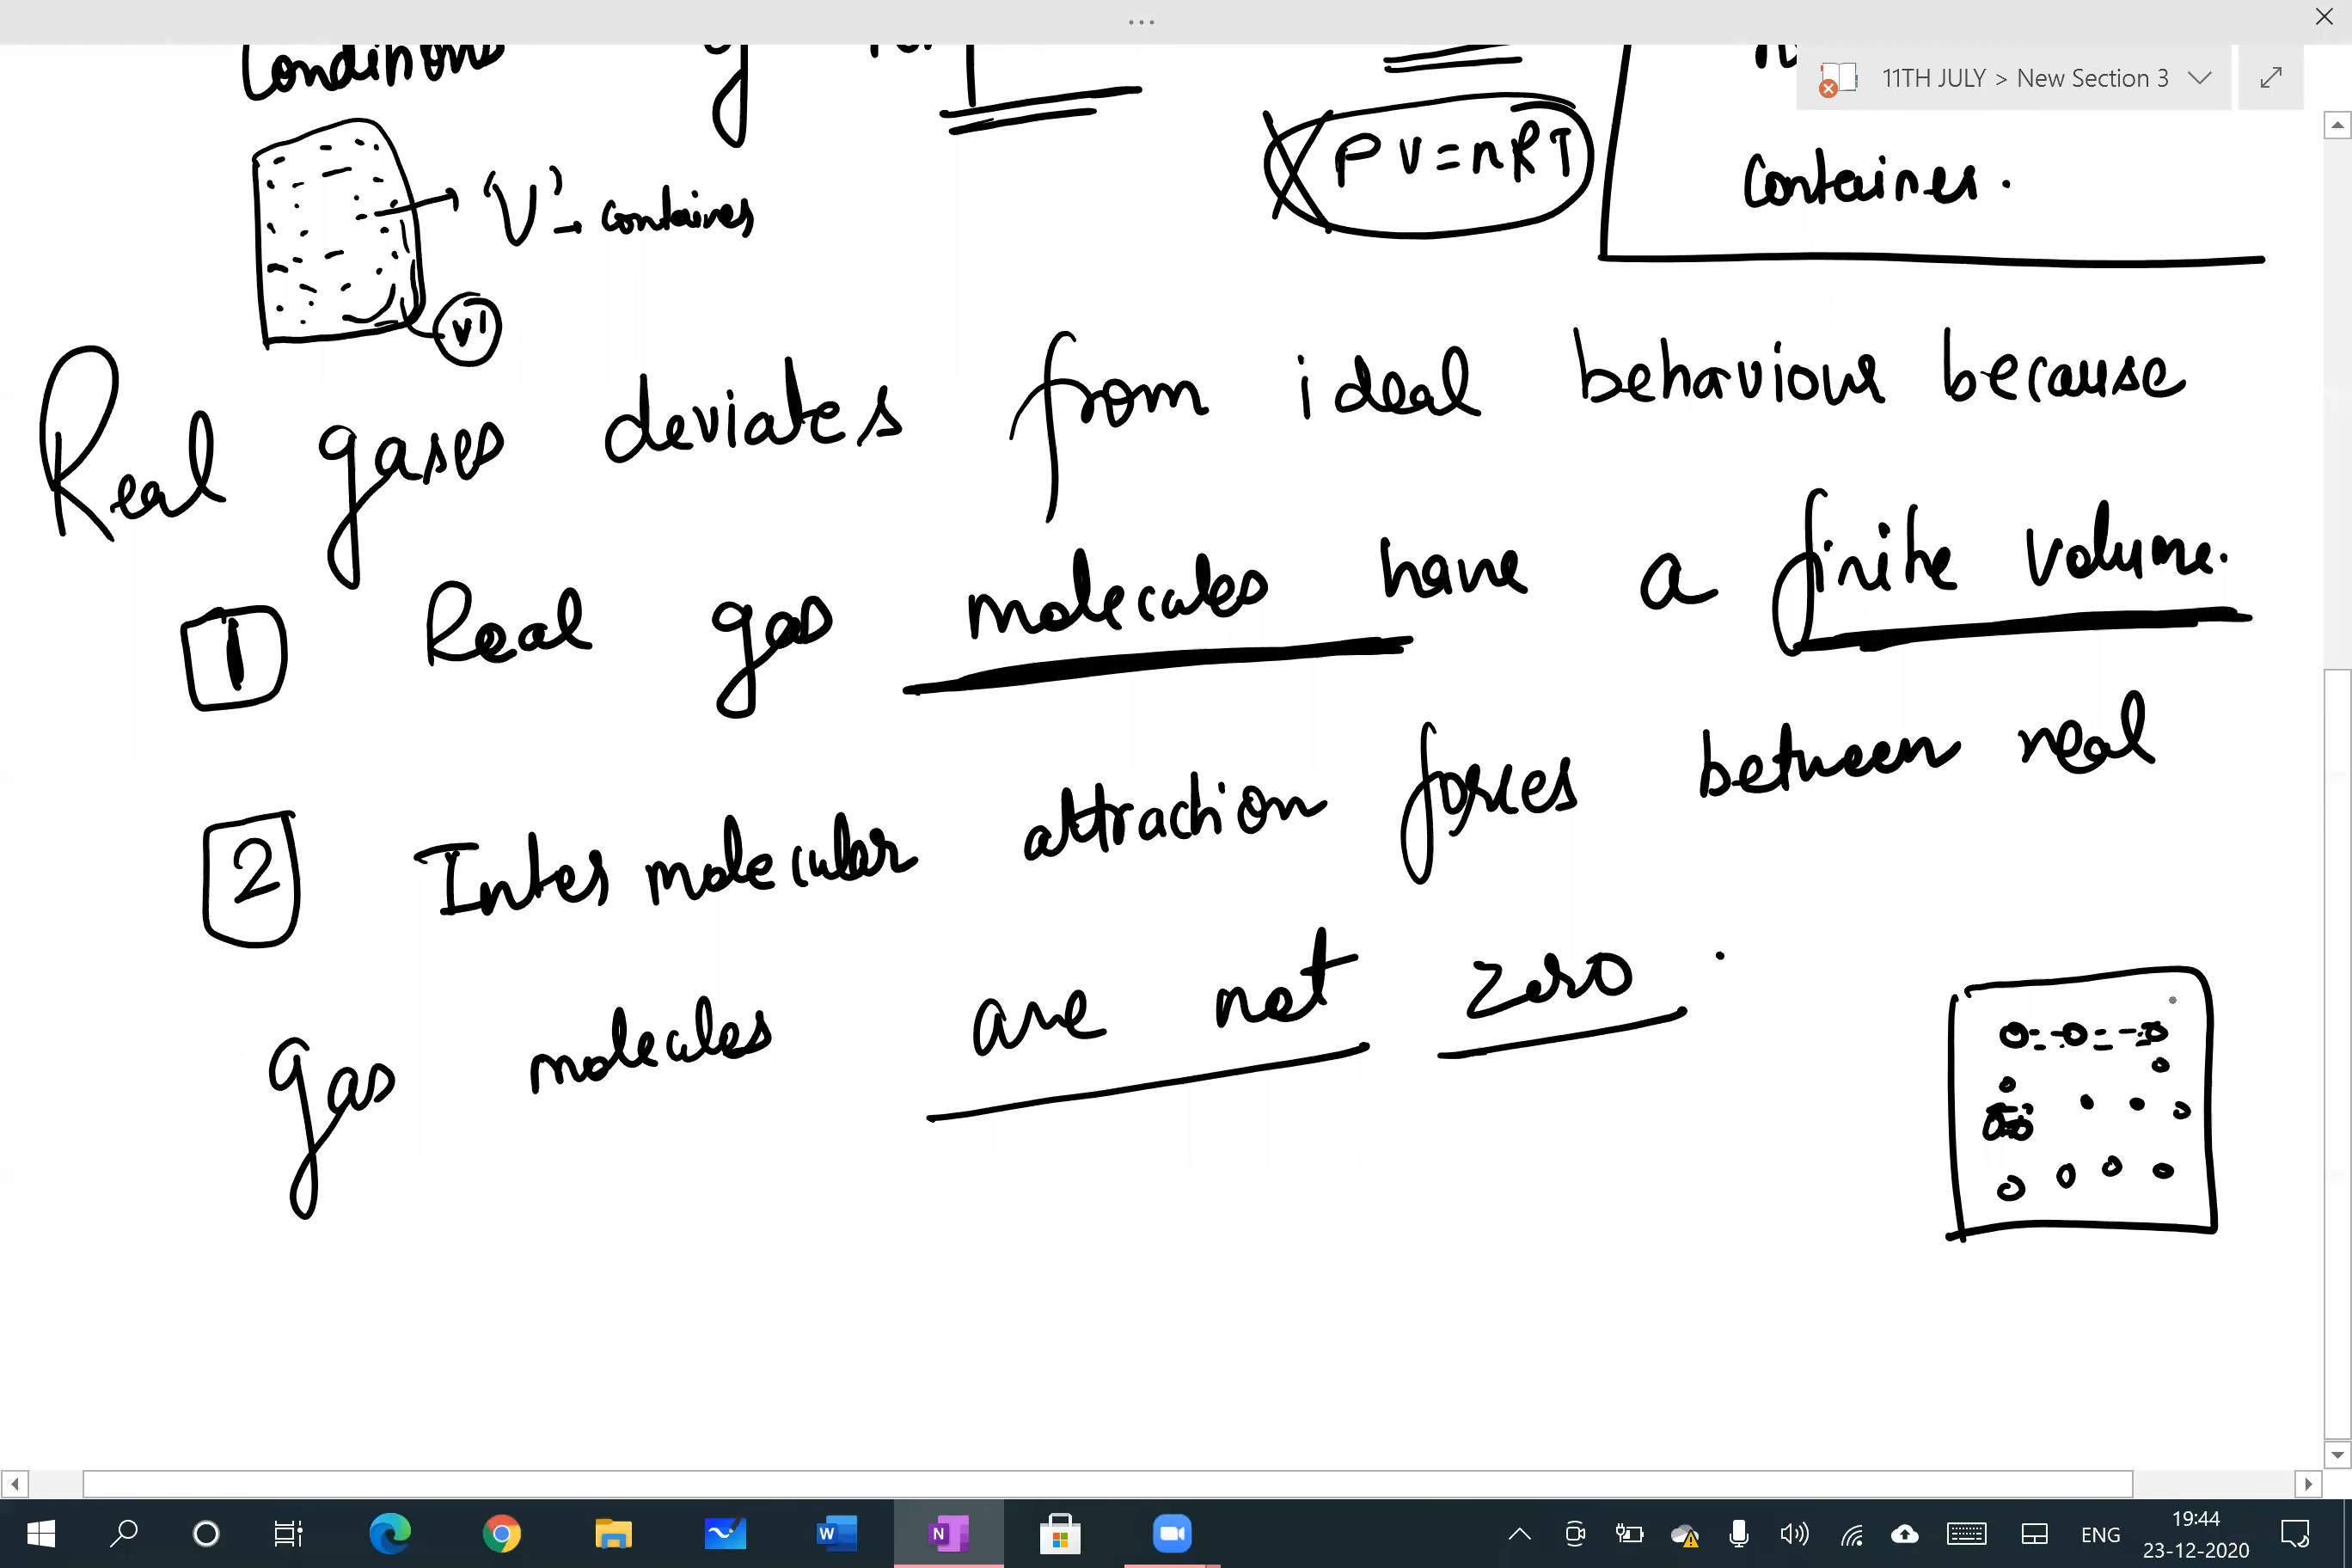 ...
11TH JULY > New Section 3
Conditions
PV=nRT
container.
'V' → container
V'
Real gases deviates from ideal behaviour because
1 Real gas molecules have a finite volume.
2 Intermolecular attraction forces between real
gas molecules are not zero.
ENG
19:44
23-12-2020